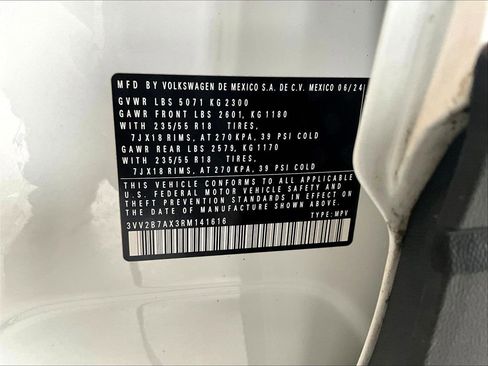 MFD BY VOLKSWAGEN DE MEXICO S.A. DE C.V. MEXICO 06/24
GVWR LBS 5071 KG 2300
GAWR FRONT LBS 2601, KG 1180
WITH 235/55 R18 TIRES,
7JX18 RIMS, AT 270 KPA, 39 PSI COLD
GAWR REAR LBS 2579, KG 1170
WITH 235/55 R18 TIRES,
7JX18 RIMS, AT 270 KPA, 39 PSI COLD
THIS VEHICLE CONFORMS TO ALL APPLICABLE
U.S. FEDERAL MOTOR VEHICLE SAFETY AND
THEFT PREVENTION STANDARDS IN EFFECT ON
THE DATE OF MANUFACTURE SHOWN ABOVE
3VV2B7AX3RM141616 TYPE: MPV